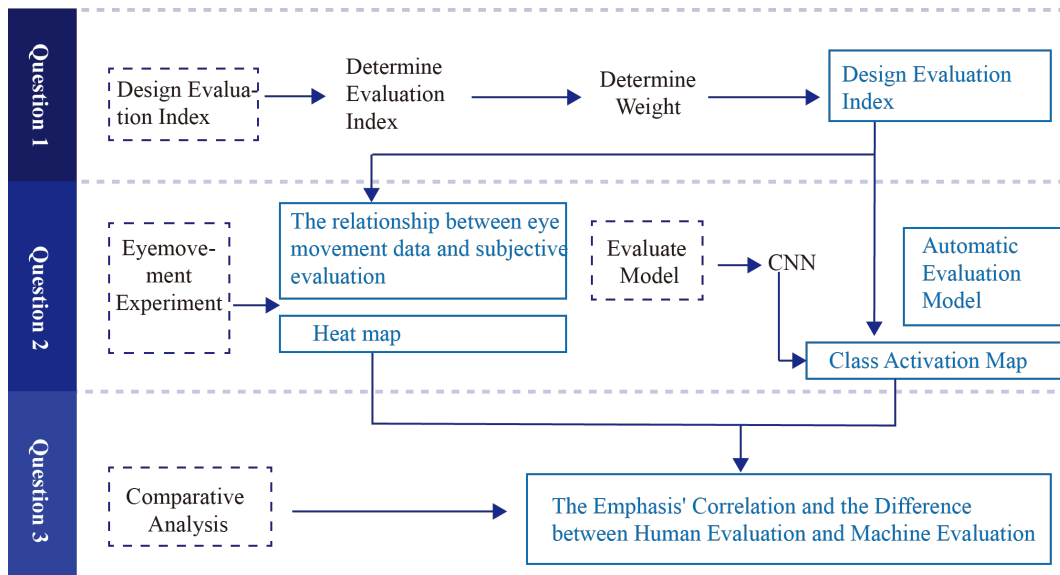 Question 1
Design Evalua-
tion Index
Determine
Evaluation
Index
Determine
Weight
Design Evaluation
Index
Question 2
Eyemove-
ment
Experiment
The relationship between eye
movement data and subjective
evaluation
Heat map
Evaluate
Model
CNN
Automatic
Evaluation
Model
Class Activation Map
Question 3
Comparative
Analysis
The Emphasis' Correlation and the Difference
between Human Evaluation and Machine Evaluation